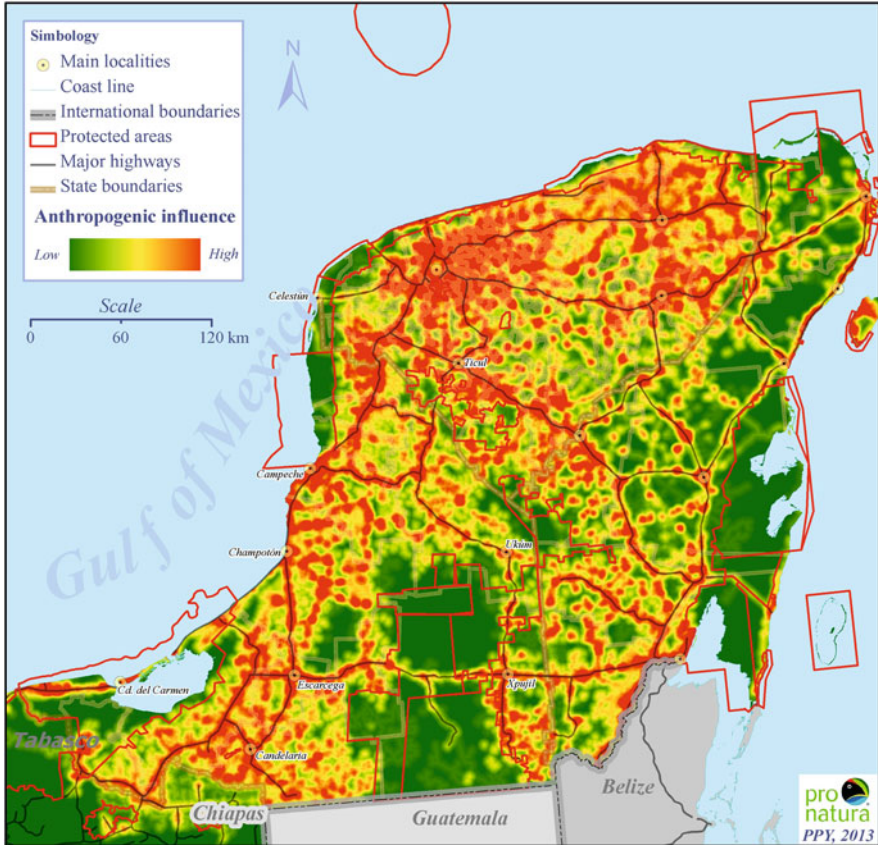 Simbology
Main localities
Coast line
International boundaries
Protected areas
Major highways
State boundaries
Anthropogenic influence
Low High
Scale
0 60 120 km
N
Gulf of Mexico
Celestún
Ticul
Campeche
Champotón
Ukum
Cd. del Carmen
Escarcega
Xpujil
Tabasco
Candelaria
Chiapas
Guatemala
Belize
pro
natura
PPY, 2013